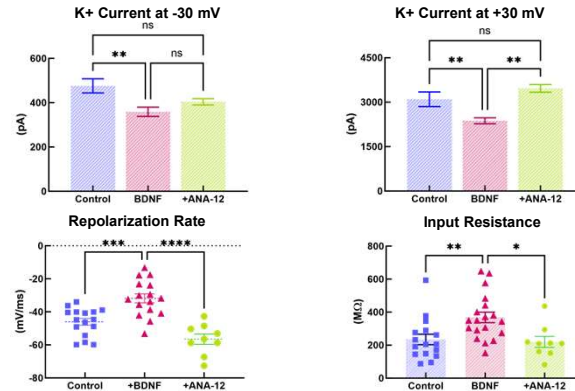 K+ Current at -30 mV
ns
600
**
ns
400
(pA)
200
0
Control
BDNF
+ANA-12
K+ Current at +30 mV
ns
4500
**
**
3000
(pA)
1500
0
Control
BDNF
+ANA-12
Repolarization Rate
0
***
****
-20
(mV/ms)
-40
-60
-80
Control
+BDNF
+ANA-12
Input Resistance
800
**
*
600
(MΩ)
400
200
0
Control
BDNF
+ANA-12